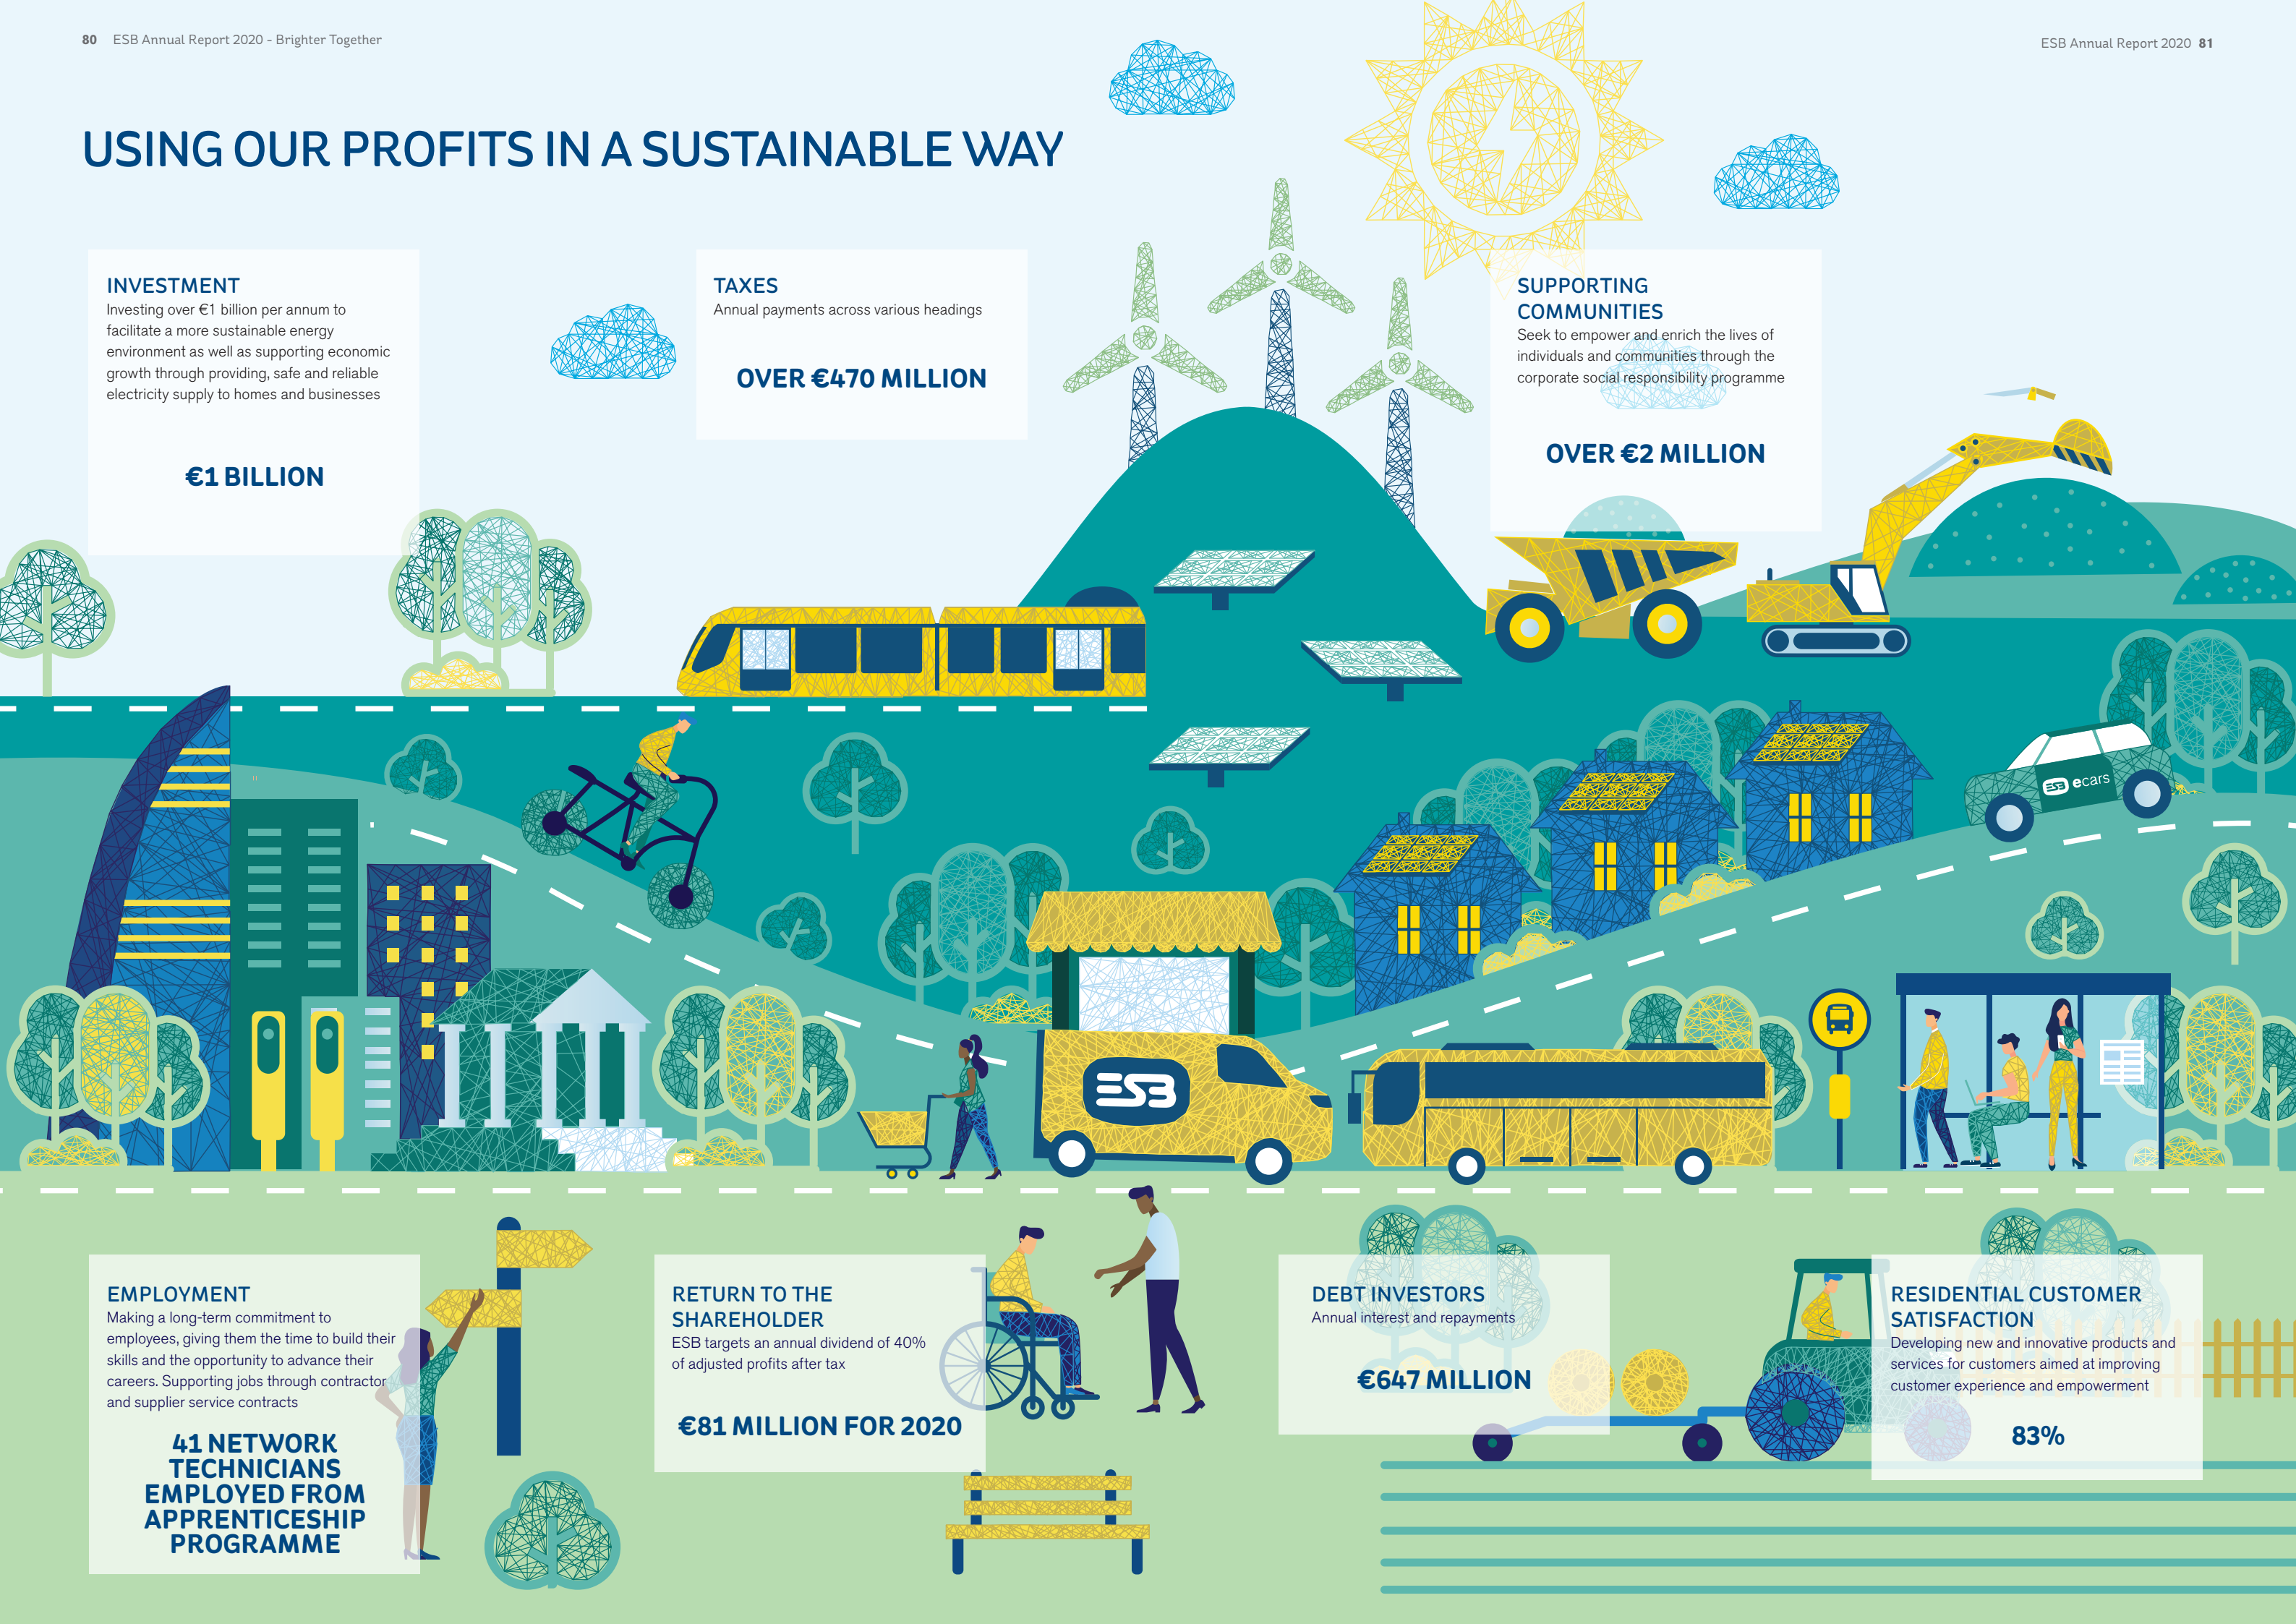 80 ESB Annual Report 2020 - Brighter Together
ESB Annual Report 2020 81
USING OUR PROFITS IN A SUSTAINABLE WAY
INVESTMENT
Investing over €1 billion per annum to
facilitate a more sustainable energy
environment as well as supporting economic
growth through providing, safe and reliable
electricity supply to homes and businesses
€1 BILLION
TAXES
Annual payments across various headings
OVER €470 MILLION
SUPPORTING
COMMUNITIES
Seek to empower and enrich the lives of
individuals and communities through the
corporate social responsibility programme
OVER €2 MILLION
ESB ecars
ESB
EMPLOYMENT
Making a long-term commitment to
employees, giving them the time to build their
skills and the opportunity to advance their
careers. Supporting jobs through contractor
and supplier service contracts
41 NETWORK
TECHNICIANS
EMPLOYED FROM
APPRENTICESHIP
PROGRAMME
RETURN TO THE
SHAREHOLDER
ESB targets an annual dividend of 40%
of adjusted profits after tax
€81 MILLION FOR 2020
DEBT INVESTORS
Annual interest and repayments
€647 MILLION
RESIDENTIAL CUSTOMER
SATISFACTION
Developing new and innovative products and
services for customers aimed at improving
customer experience and empowerment
83%